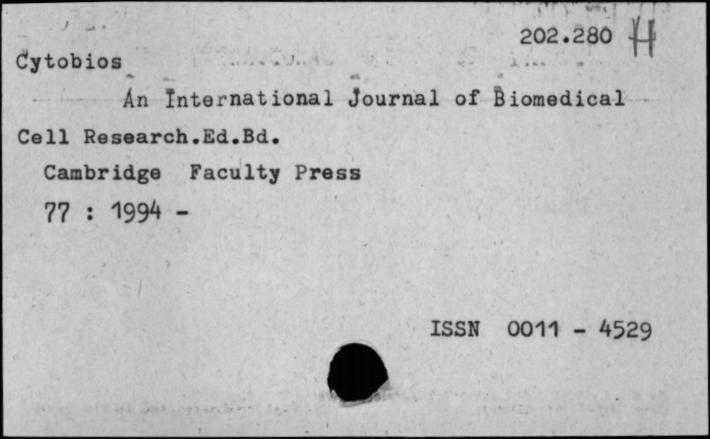 202.280 H
Cytobios
An International Journal of Biomedical
Cell Research.Ed.Bd.
Cambridge Faculty Press
77 : 1994 -
ISSN 0011 - 4529